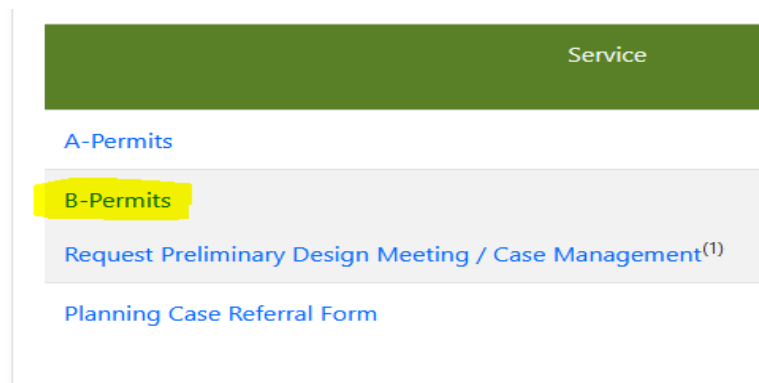 Service
A-Permits
B-Permits
Request Preliminary Design Meeting / Case Management(1)
Planning Case Referral Form